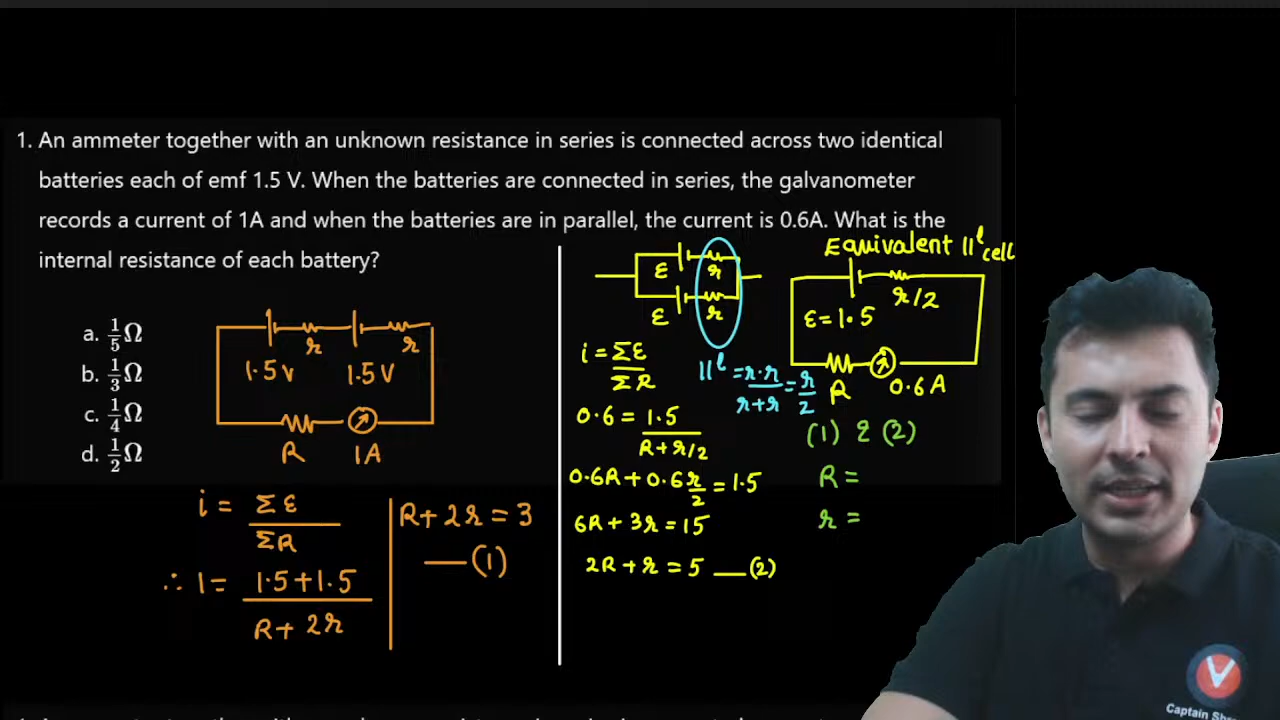 1. An ammeter together with an unknown resistance in series is connected across two identical
batteries each of emf 1.5 V. When the batteries are connected in series, the galvanometer
records a current of 1A and when the batteries are in parallel, the current is 0.6A. What is the
internal resistance of each battery?
a. 1/5 Ω
b. 1/3 Ω
c. 1/4 Ω
d. 1/2 Ω
r r
1.5V 1.5V
R 1A
i = Σε/ΣR
∴ 1 = (1.5+1.5)/(R+2r)
R+2r = 3
—(1)
ε r
ε r
||l = r·r/(r+r) = r/2
Equivalent ||l cell
r/2
ε=1.5
R 0.6A
i = Σε/ΣR
0.6 = 1.5/(R+r/2)
0.6R+0.6 r/2 = 1.5
6R+3r = 15
2R+r = 5 —(2)
(1) & (2)
R =
r =